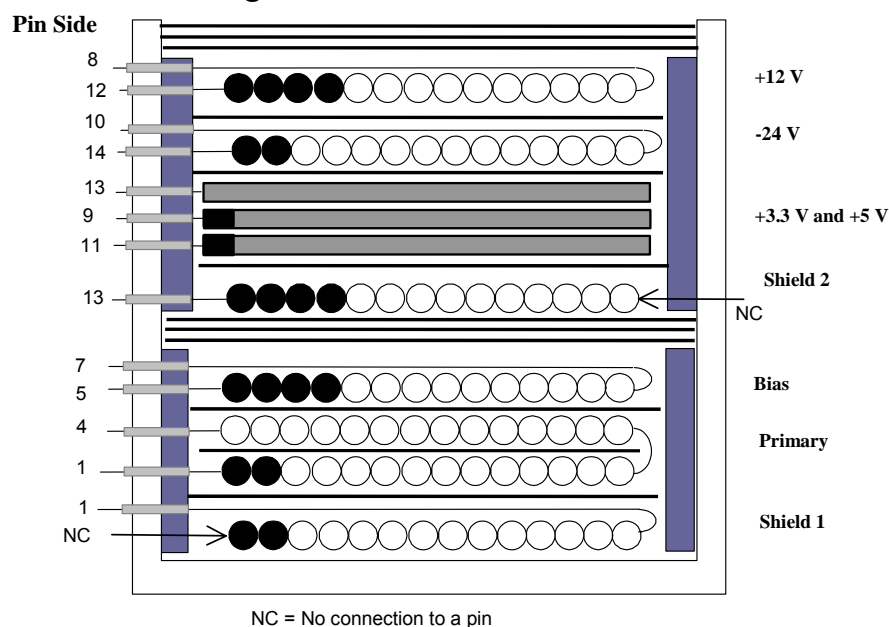 Pin Side
8
12
+12 V
10
14
-24 V
13
9
11
+3.3 V and +5 V
Shield 2
13
NC
7
5
Bias
4
Primary
1
1
Shield 1
NC
NC = No connection to a pin